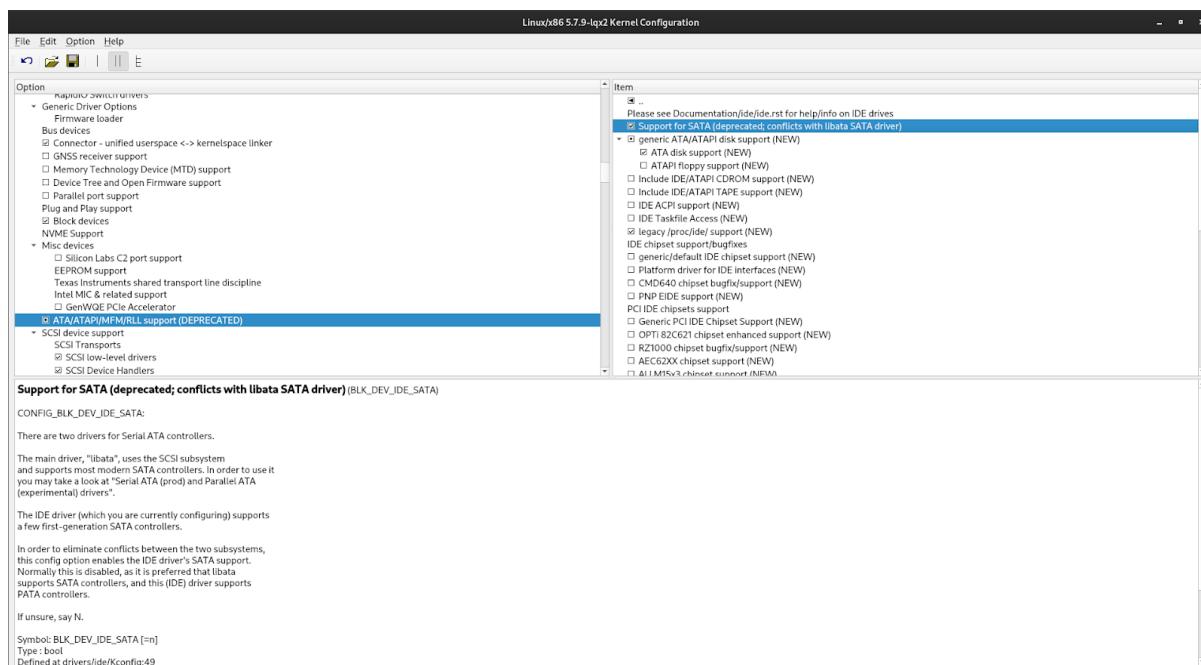 Linux/x86 5.7.9-lqx2 Kernel Configuration
File Edit Option Help
Option
RapidIO Switch drivers
Generic Driver Options
Firmware loader
Bus devices
Connector - unified userspace <-> kernelspace linker
GNSS receiver support
Memory Technology Device (MTD) support
Device Tree and Open Firmware support
Parallel port support
Plug and Play support
Block devices
NVME Support
Misc devices
Silicon Labs C2 port support
EEPROM support
Texas Instruments shared transport line discipline
Intel MIC & related support
GenWQE PCIe Accelerator
ATA/ATAPI/MFM/RLL support (DEPRECATED)
SCSI device support
SCSI Transports
SCSI low-level drivers
SCSI Device Handlers
Item
..
Please see Documentation/ide/ide.rst for help/info on IDE drives
Support for SATA (deprecated; conflicts with libata SATA driver)
generic ATA/ATAPI disk support (NEW)
ATA disk support (NEW)
ATAPI floppy support (NEW)
Include IDE/ATAPI CDROM support (NEW)
Include IDE/ATAPI TAPE support (NEW)
IDE ACPI support (NEW)
IDE Taskfile Access (NEW)
legacy /proc/ide/ support (NEW)
IDE chipset support/bugfixes
generic/default IDE chipset support (NEW)
Platform driver for IDE interfaces (NEW)
CMD640 chipset bugfix/support (NEW)
PNP EIDE support (NEW)
PCI IDE chipsets support
Generic PCI IDE Chipset Support (NEW)
OPTi 82C621 chipset enhanced support (NEW)
RZ1000 chipset bugfix/support (NEW)
AEC62XX chipset support (NEW)
ALI M15x3 chipset support (NEW)
Support for SATA (deprecated; conflicts with libata SATA driver) (BLK_DEV_IDE_SATA)
CONFIG_BLK_DEV_IDE_SATA:
There are two drivers for Serial ATA controllers.
The main driver, "libata", uses the SCSI subsystem
and supports most modern SATA controllers. In order to use it
you may take a look at "Serial ATA (prod) and Parallel ATA
(experimental) drivers".
The IDE driver (which you are currently configuring) supports
a few first-generation SATA controllers.
In order to eliminate conflicts between the two subsystems,
this config option enables the IDE driver's SATA support.
Normally this is disabled, as it is preferred that libata
supports SATA controllers, and this (IDE) driver supports
PATA controllers.
If unsure, say N.
Symbol: BLK_DEV_IDE_SATA [=n]
Type : bool
Defined at drivers/ide/Kconfig:49